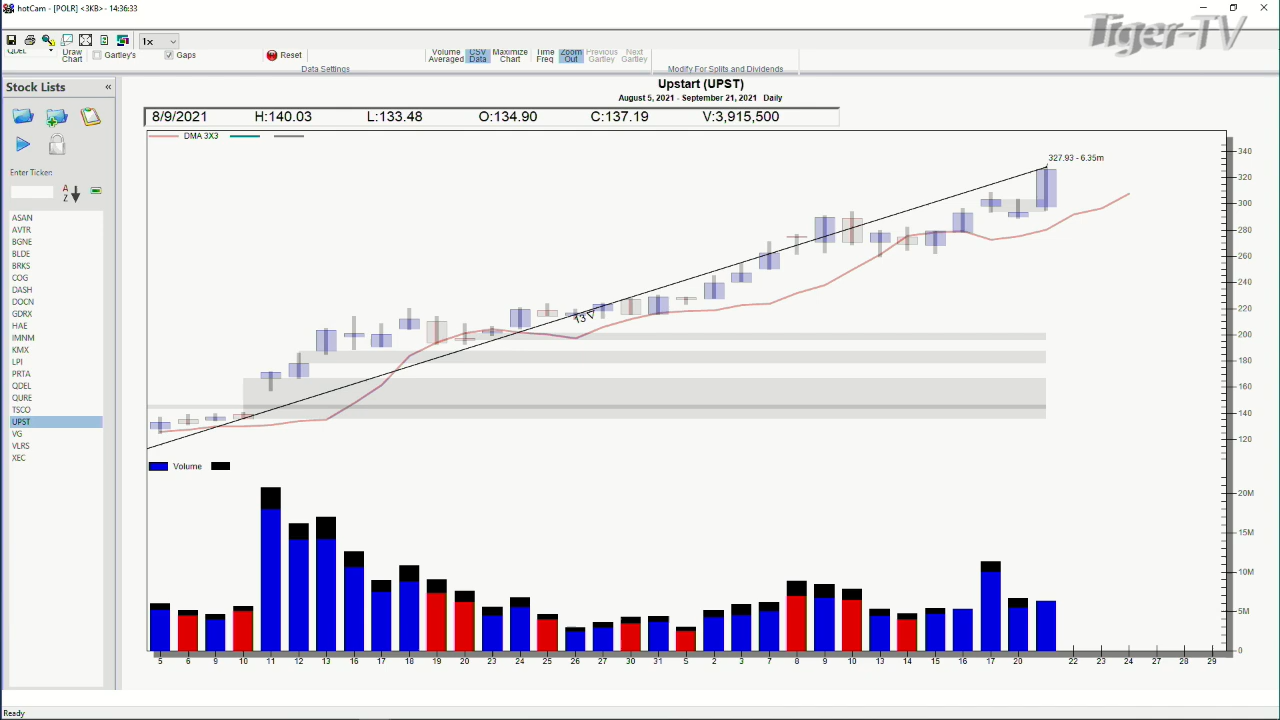 hotCam - [POLR] <3KB> - 14:36:33
Tiger-TV
1x
Quet.
Draw
Chart
Gartley's
Gaps
Reset
Data Settings
Volume
Averaged
CSV
Data
Maximize
Chart
Time
Freq
Zoom
Out
Previous
Gartley
Next
Gartley
Modify For Splits and Dividends
Stock Lists «
Enter Ticker:
A
Z
ASAN
AVTR
BGNE
BLDE
BRKS
COG
DASH
DOCN
GDRX
HAE
IMNM
KMX
LPI
PRTA
QDEL
QURE
TSCO
UPST
VG
VLRS
XEC
Upstart (UPST)
August 5, 2021 - September 21, 2021 Daily
8/9/2021 H:140.03 L:133.48 O:134.90 C:137.19 V:3,915,500
DMA 3X3
327.93 - 6.35m
340
320
300
280
260
240
220
200
180
160
140
120
Volume
20M
15M
10M
5M
0
5 6 9 10 11 12 13 16 17 18 19 20 23 24 25 26 27 30 31 1 2 3 7 8 9 10 13 14 15 16 17 20 22 23 24 27 28 29
Ready